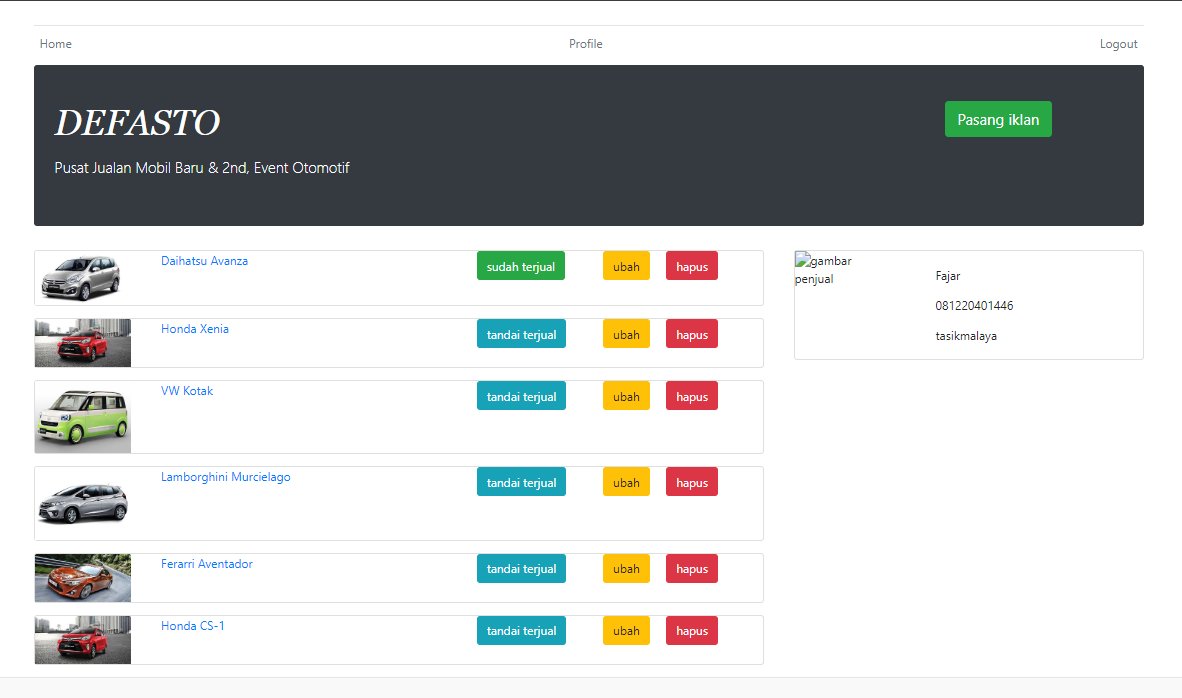 Home Profile Logout
DEFASTO
Pasang iklan
Pusat Jualan Mobil Baru & 2nd, Event Otomotif
Daihatsu Avanza sudah terjual ubah hapus
Honda Xenia tandai terjual ubah hapus
VW Kotak tandai terjual ubah hapus
Lamborghini Murcielago tandai terjual ubah hapus
Ferarri Aventador tandai terjual ubah hapus
Honda CS-1 tandai terjual ubah hapus
gambar
penjual
Fajar
081220401446
tasikmalaya